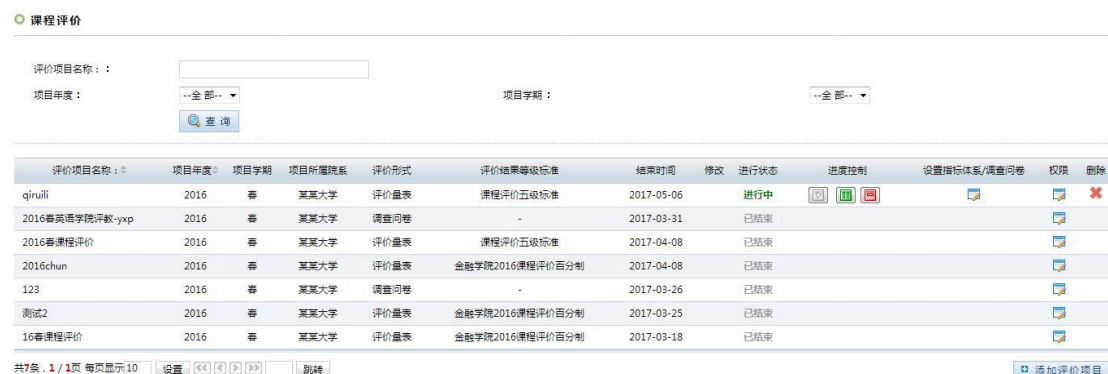 课程评价
评价项目名称：：
项目年度： --全 部-- 项目学期： --全 部--
查 询
评价项目名称： 项目年度 项目学期 项目所属院系 评价形式 评价结果等级标准 结束时间 修改 进行状态 进度控制 设置指标体系/调查问卷 权限 删除
qiruili 2016 春 某某大学 评价量表 课程评价五级标准 2017-05-06 进行中
2016春英语学院评教-yxp 2016 春 某某大学 调查问卷 - 2017-03-31 已结束
2016春课程评价 2016 春 某某大学 评价量表 课程评价五级标准 2017-04-08 已结束
2016chun 2016 春 某某大学 评价量表 金融学院2016课程评价百分制 2017-04-08 已结束
123 2016 春 某某大学 调查问卷 - 2017-03-26 已结束
测试2 2016 春 某某大学 评价量表 金融学院2016课程评价百分制 2017-03-25 已结束
16春课程评价 2016 春 某某大学 评价量表 金融学院2016课程评价百分制 2017-03-18 已结束
共7条，1 / 1页 每页显示10 设置 跳转 添加评价项目